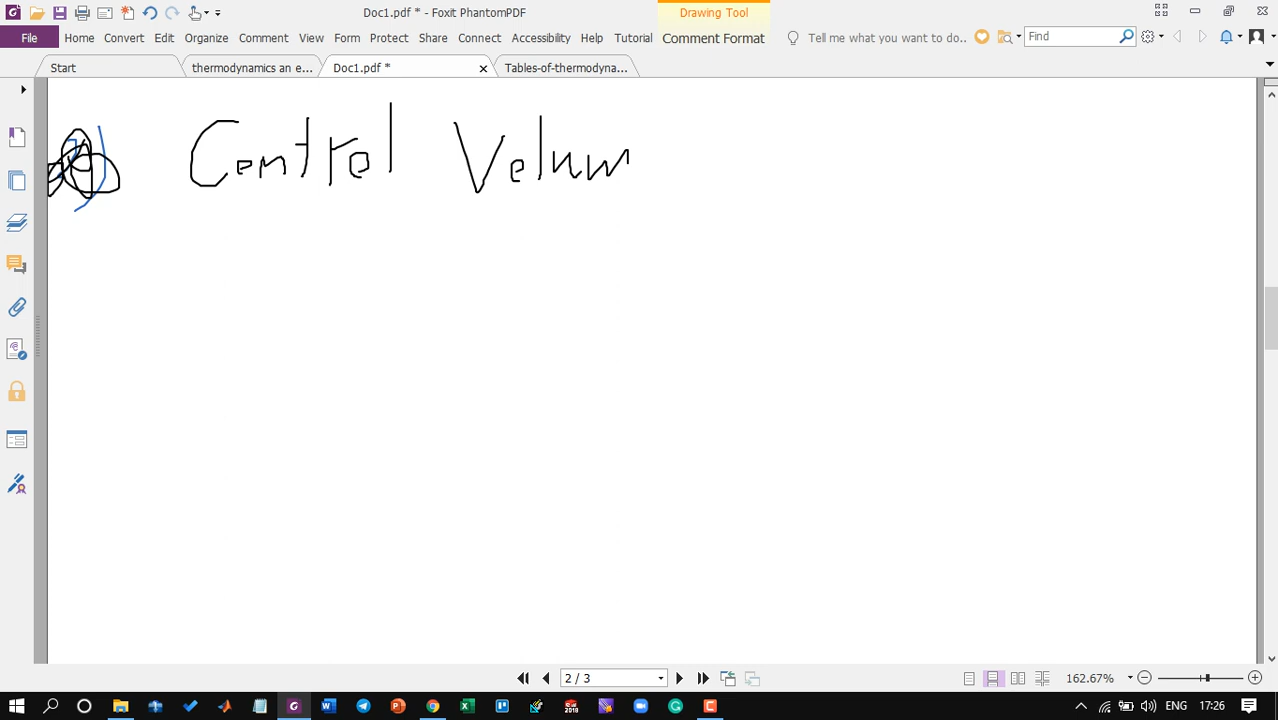 Doc1.pdf * - Foxit PhantomPDF
Drawing Tool
File Home Convert Edit Organize Comment View Form Protect Share Connect Accessibility Help Tutorial Comment Format Tell me what you want to do.. Find
Start thermodynamics an e... Doc1.pdf * Tables-of-thermodyna...
Control Volum
2 / 3
162.67%
ENG 17:26